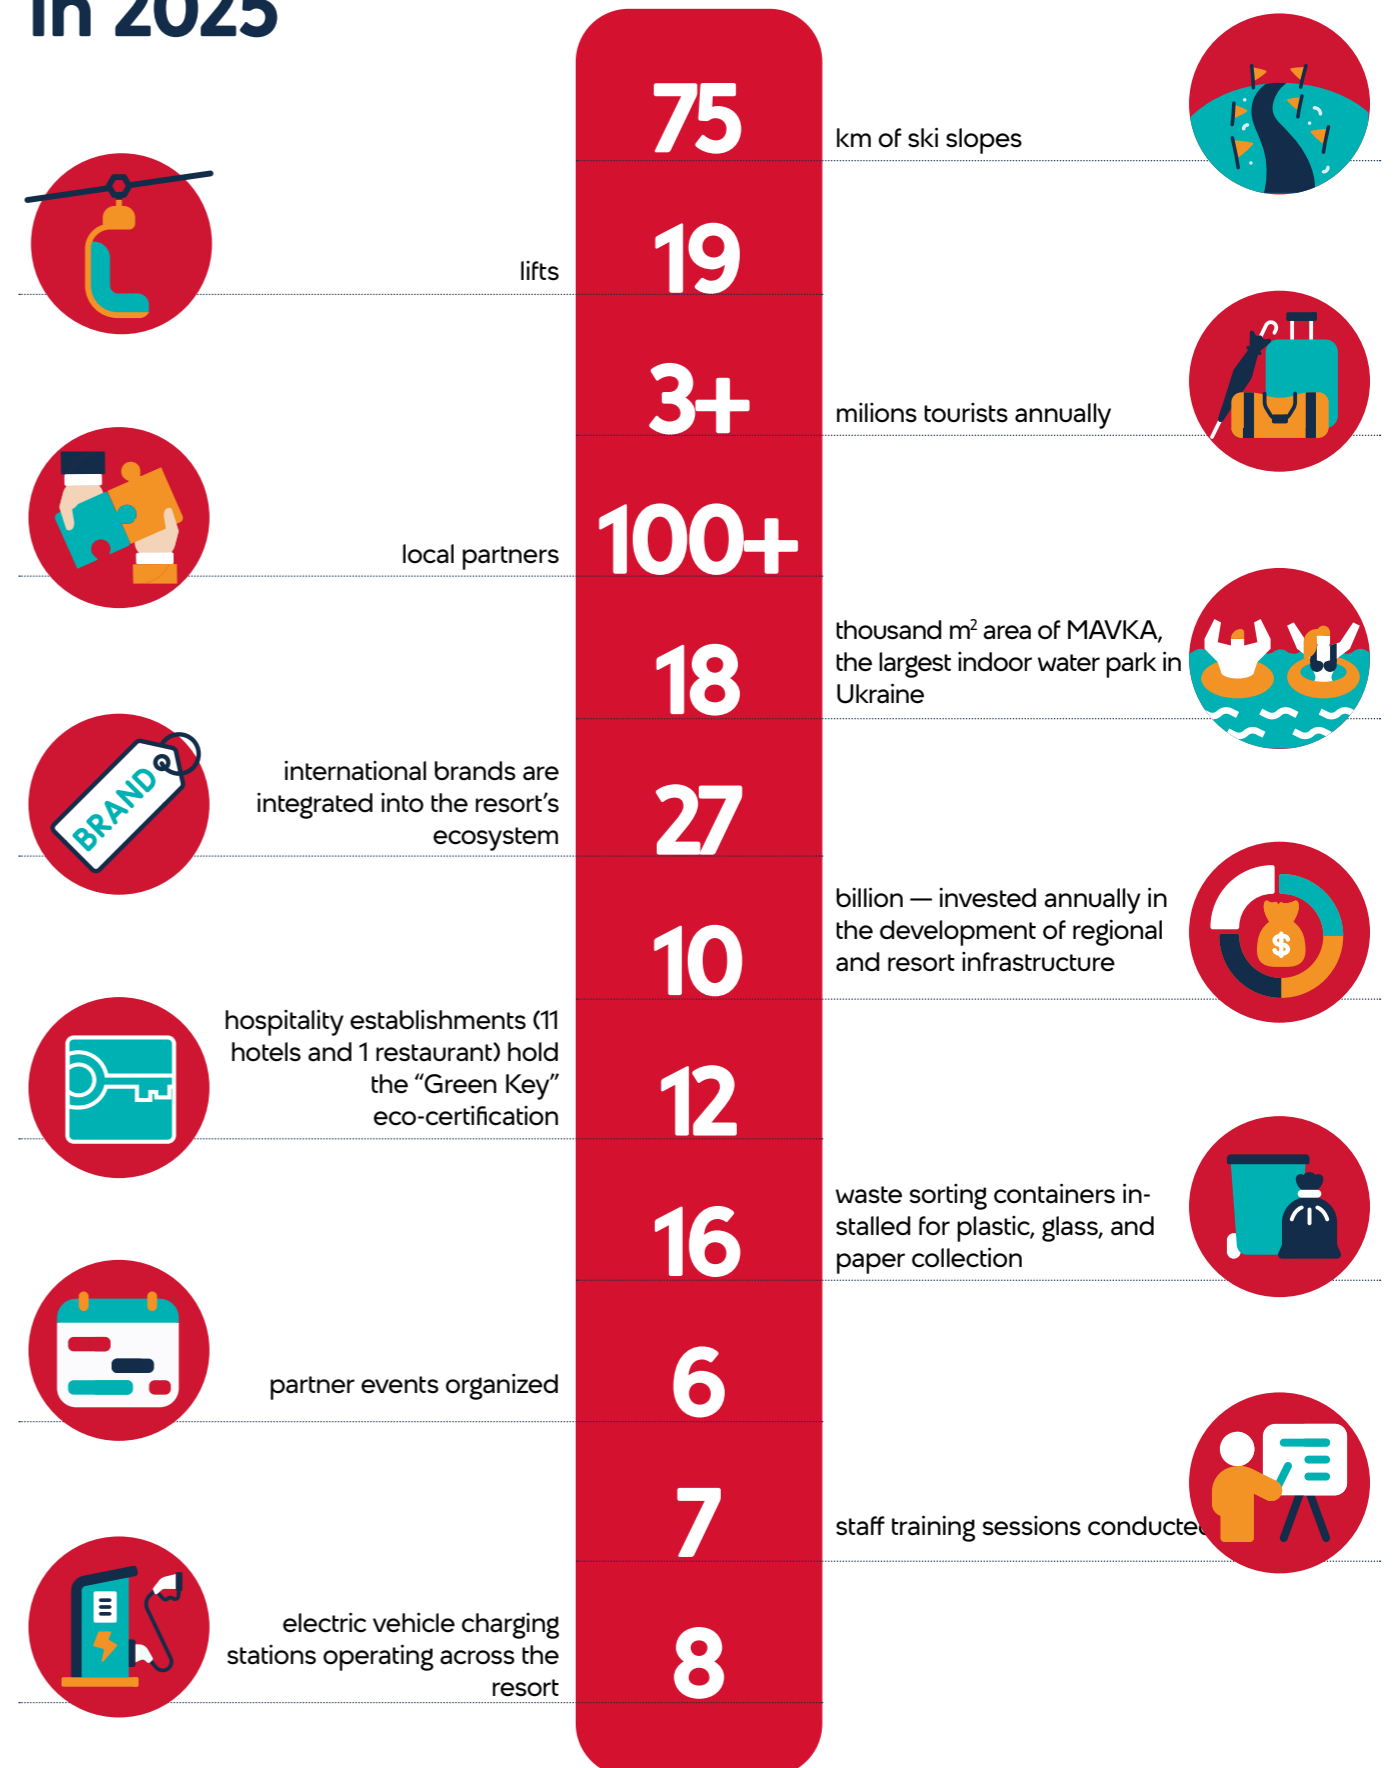 in 2025
75
km of ski slopes
lifts
19
3+
milions tourists annually
local partners
100+
18
thousand m² area of MAVKA,
the largest indoor water park in
Ukraine
BRAND
international brands are
integrated into the resort’s
ecosystem
27
10
billion — invested annually in
the development of regional
and resort infrastructure
$
hospitality establishments (11
hotels and 1 restaurant) hold
the “Green Key”
eco-certification
12
16
waste sorting containers in-
stalled for plastic, glass, and
paper collection
partner events organized
6
7
staff training sessions conducted
electric vehicle charging
stations operating across the
resort
8